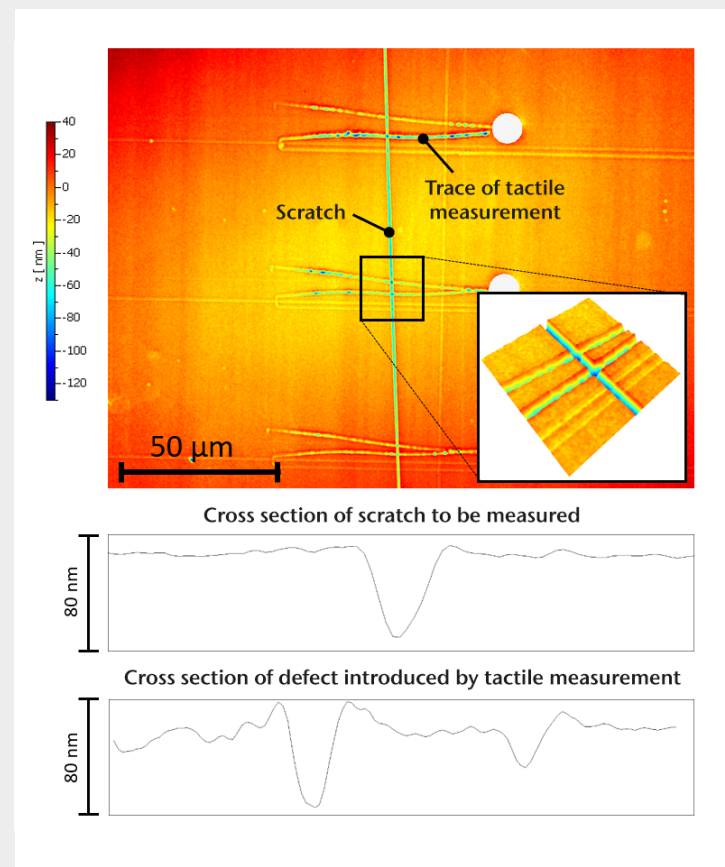 40
20
0
-20
-40
-60
-80
-100
-120
z [ nm ]
Trace of tactile
measurement
Scratch
50 µm
Cross section of scratch to be measured
80 nm
Cross section of defect introduced by tactile measurement
80 nm